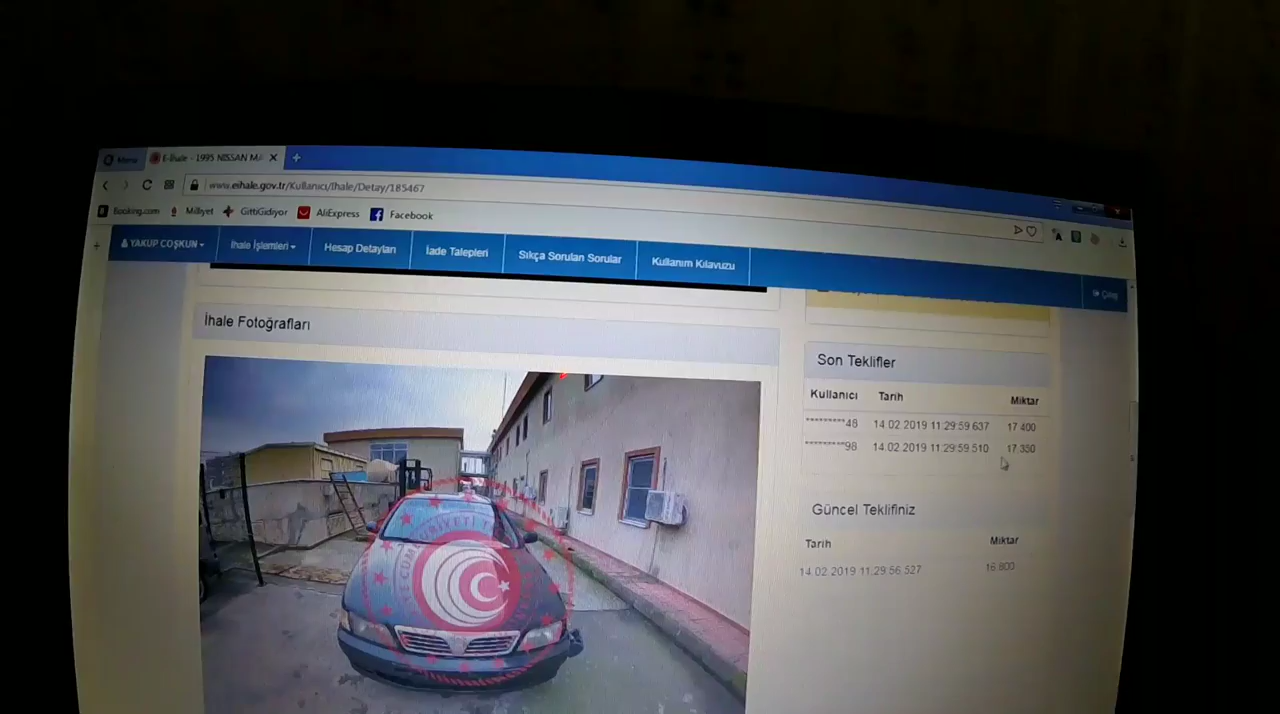 E-İhale - 1995 NISSAN MA
www.eihale.gov.tr/Kullanici/Ihale/Detay/185467
Booking.com Milliyet GittiGidiyor AliExpress Facebook
YAKUP COŞKUN İhale İşlemleri Hesap Detayları İade Talepleri Sıkça Sorulan Sorular Kullanım Kılavuzu
İhale Fotoğrafları
Son Teklifler
Kullanıcı Tarih Miktar
*********48 14.02.2019 11:29:59.637 17.400
*********98 14.02.2019 11:29:59.510 17.350
Güncel Teklifiniz
Tarih Miktar
14.02.2019 11:29:56.527 16.800